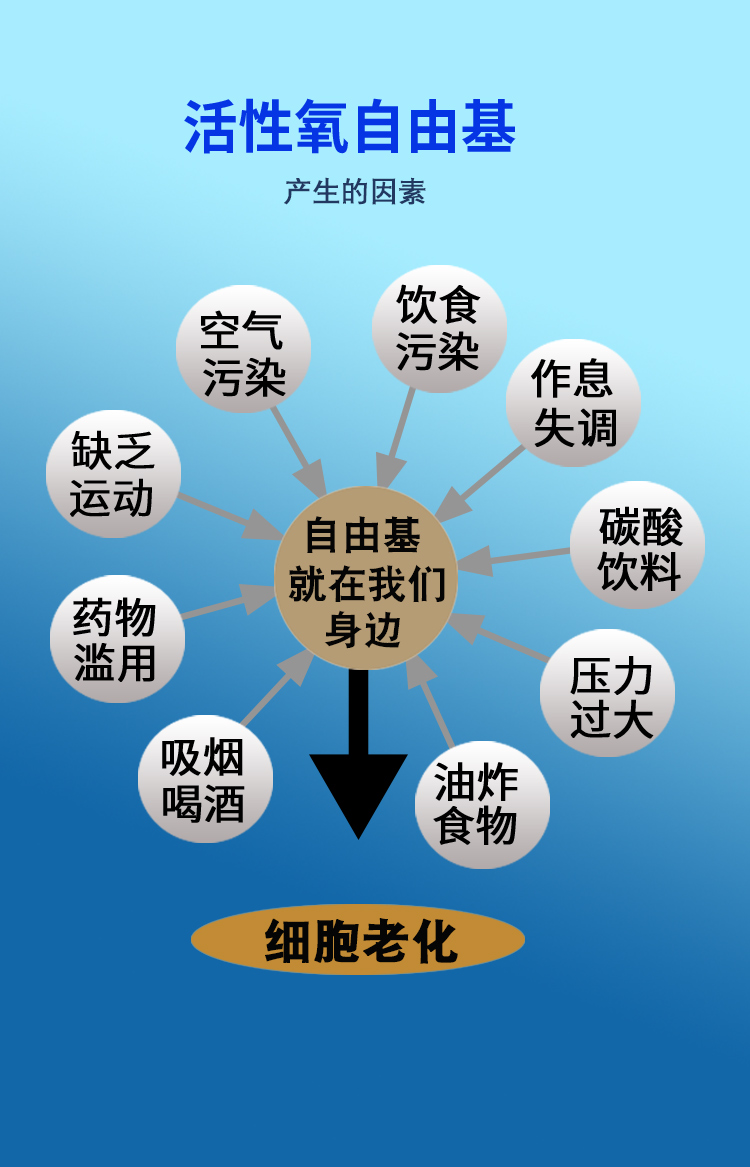 活性氧自由基
产生的因素
空气
污染
饮食
污染
作息
失调
缺乏
运动
碳酸
饮料
自由基
就在我们
身边
药物
滥用
压力
过大
吸烟
喝酒
油炸
食物
细胞老化